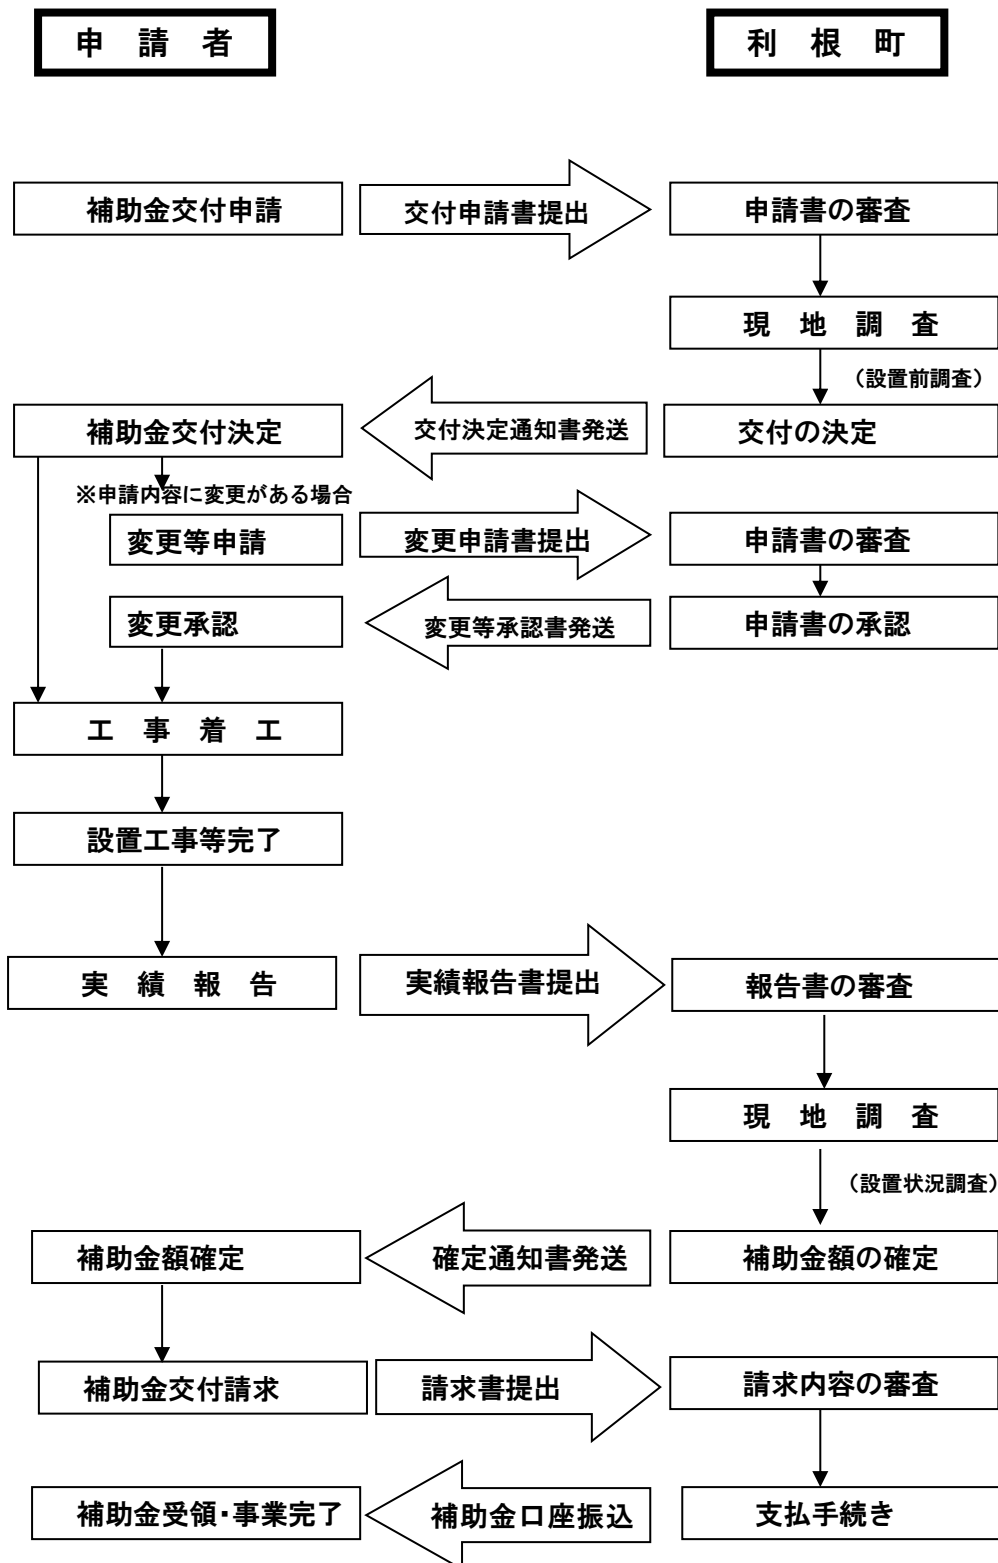 申　請　者
利　根　町
補助金交付申請
交付申請書提出
申請書の審査
現　地　調　査
（設置前調査）
補助金交付決定
交付決定通知書発送
交付の決定
※申請内容に変更がある場合
変更等申請
変更申請書提出
申請書の審査
変更承認
変更等承認書発送
申請書の承認
工　事　着　工
設置工事等完了
実　績　報　告
実績報告書提出
報告書の審査
現　地　調　査
（設置状況調査）
補助金額確定
確定通知書発送
補助金額の確定
補助金交付請求
請求書提出
請求内容の審査
補助金受領・事業完了
補助金口座振込
支払手続き